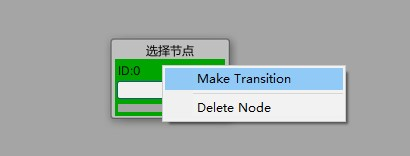 选择节点
ID:0
Make Transition
Delete Node